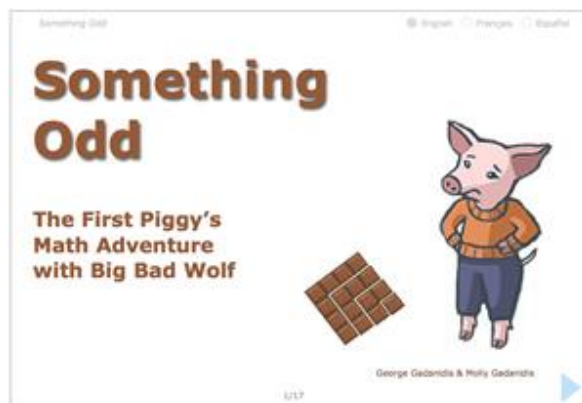 Something Odd
English Français Español
Something
Odd
The First Piggy's
Math Adventure
with Big Bad Wolf
George Gadanidis & Molly Gadanidis
1/17